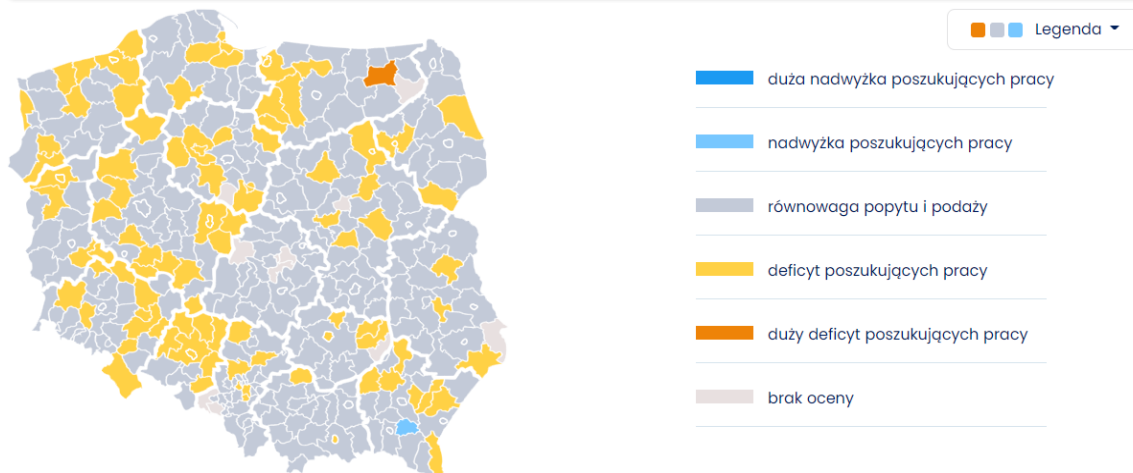 Legenda
duża nadwyżka poszukujących pracy
nadwyżka poszukujących pracy
równowaga popytu i podaży
deficyt poszukujących pracy
duży deficyt poszukujących pracy
brak oceny